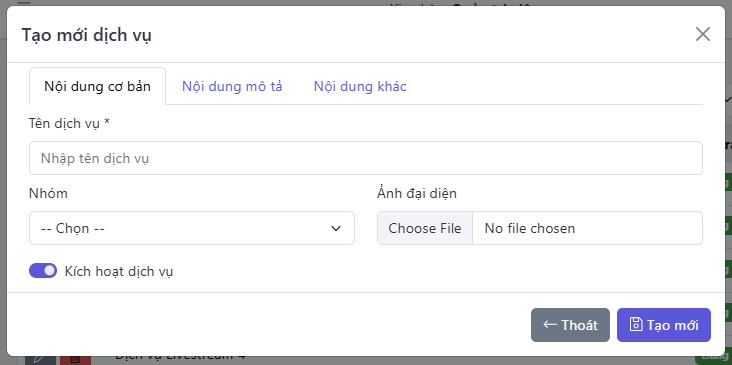 Tạo mới dịch vụ
Nội dung cơ bản Nội dung mô tả Nội dung khác
Tên dịch vụ *
Nhập tên dịch vụ
Nhóm Ảnh đại diện
-- Chọn -- Choose File No file chosen
Kích hoạt dịch vụ
Thoát Tạo mới
Dịch vụ Livestream 4